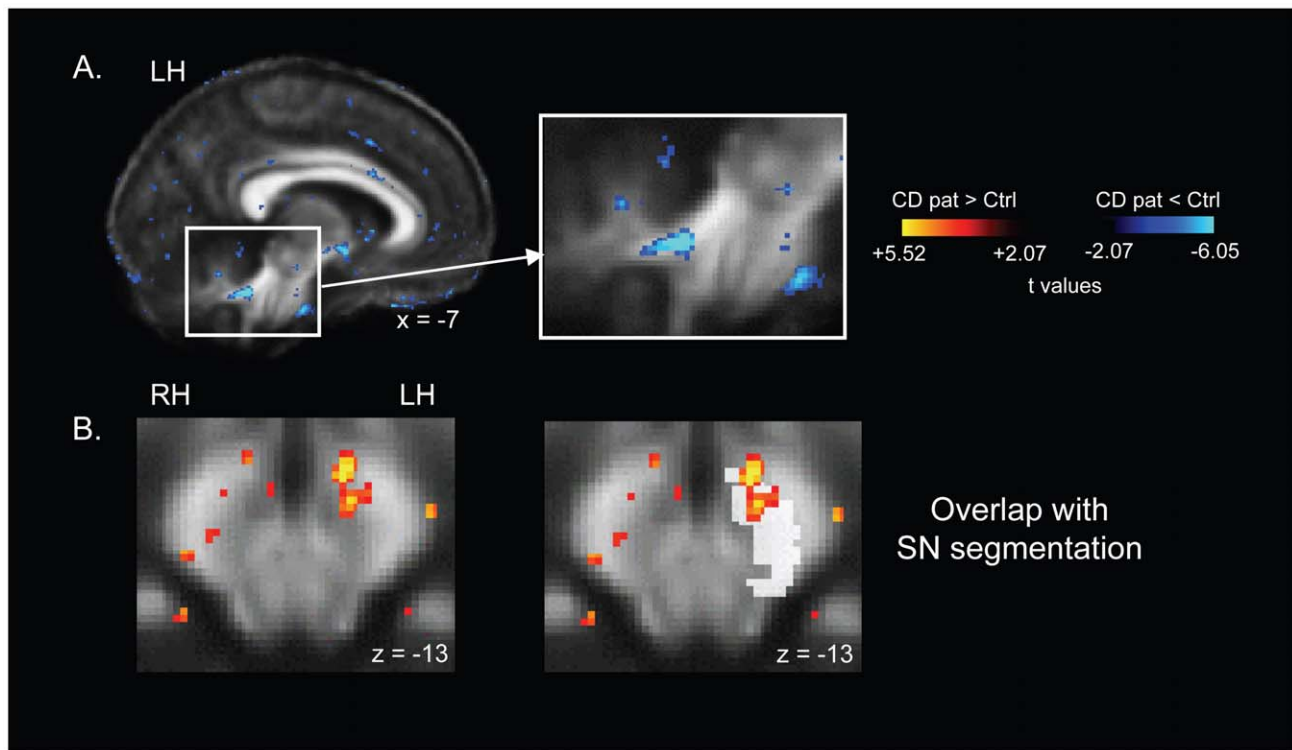 A.
LH
x = -7
CD pat > Ctrl
CD pat < Ctrl
+5.52
+2.07
-2.07
-6.05
t values
RH
LH
B.
z = -13
z = -13
Overlap with
SN segmentation